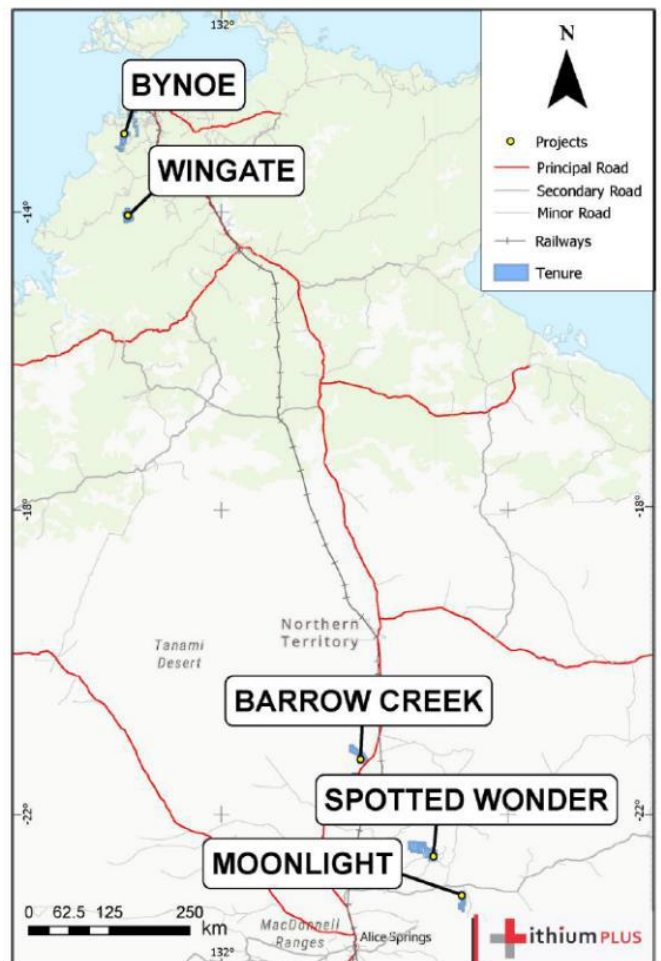 132°
BYNOE
WINGATE
N
Projects
Principal Road
Secondary Road
Minor Road
Railways
Tenure
-14°
-18°
-18°
Northern
Territory
Tanami
Desert
BARROW CREEK
SPOTTED WONDER
-22°
-22°
MOONLIGHT
0 62.5 125 250
km
MacDonnell
Ranges
Alice Springs
132°
Lithium PLUS